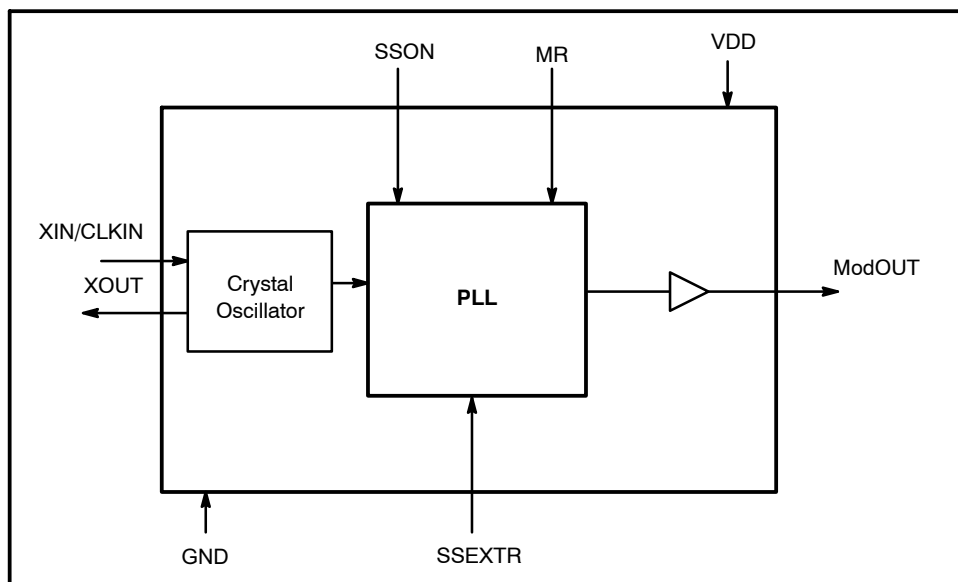 SSON
MR
VDD
XIN/CLKIN
XOUT
Crystal
Oscillator
PLL
ModOUT
GND
SSEXTR